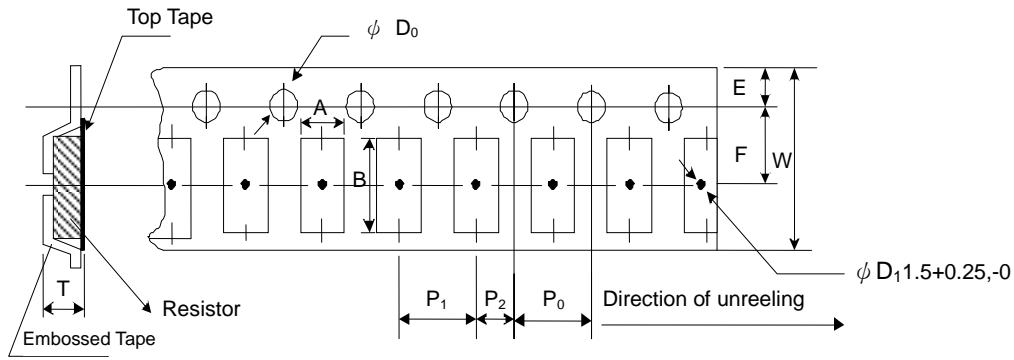 Top Tape
ϕ D₀
A
E
B
F
W
T
Resistor
Embossed Tape
P₁
P₂
P₀
Direction of unreeling
ϕ D₁1.5+0.25,-0